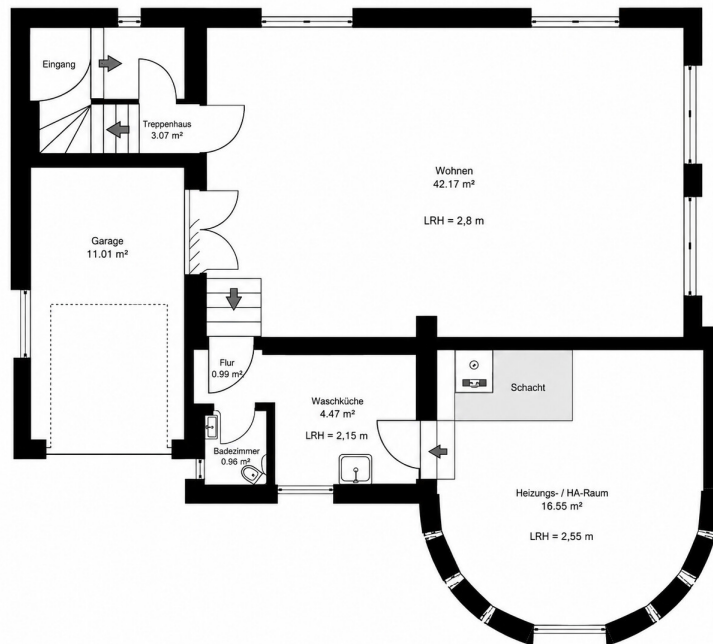 Eingang
Treppenhaus
3.07 m²
Wohnen
42.17 m²
LRH = 2,8 m
Garage
11.01 m²
Flur
0.99 m²
Schacht
Waschküche
4.47 m²
LRH = 2,15 m
Badezimmer
0.96 m²
Heizungs- / HA-Raum
16.55 m²
LRH = 2,55 m